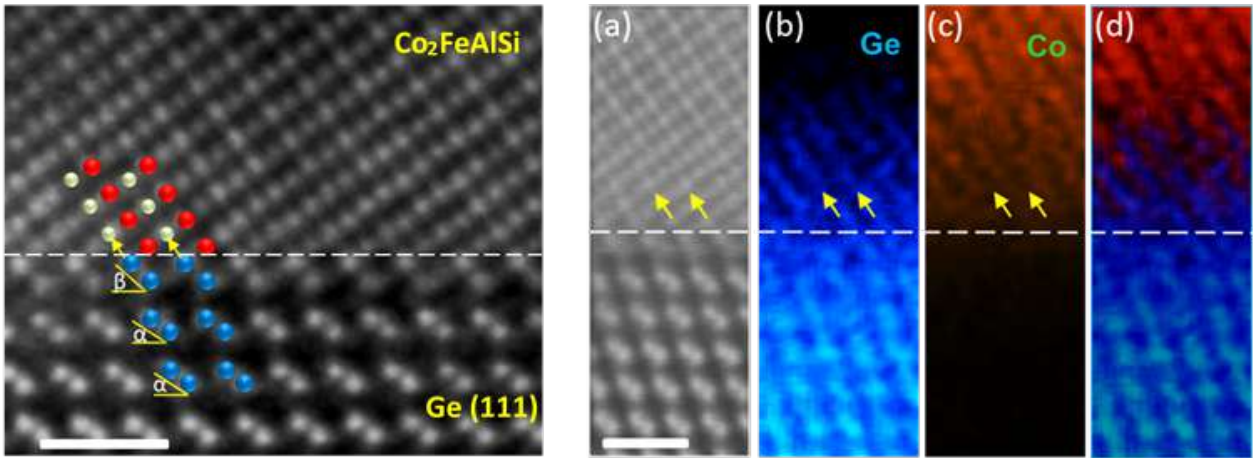 Co₂FeAlSi
β
α
α
Ge (111)
(a)
(b)
Ge
(c)
Co
(d)